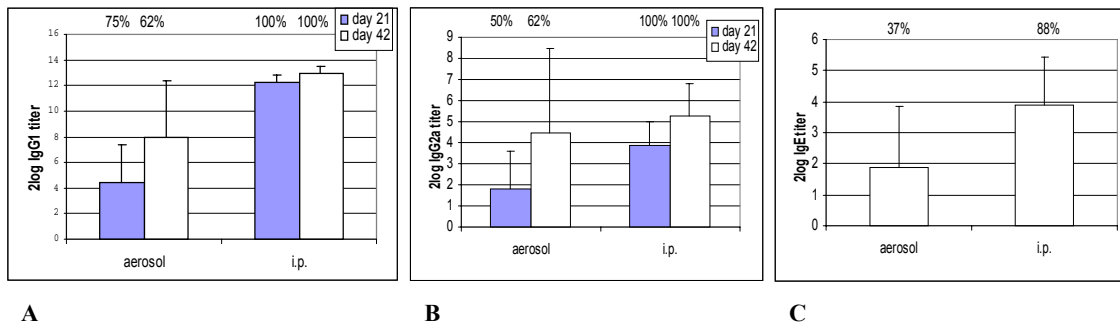 75% 62% 100% 100%
day 21
day 42
2log IgG1 titer
16
14
12
10
8
6
4
2
0
aerosol i.p.
A
50% 62% 100% 100%
day 21
day 42
2log IgG2a titer
9
8
7
6
5
4
3
2
1
0
aerosol i.p.
B
37% 88%
2log IgE titer
6
5
4
3
2
1
0
aerosol i.p.
C